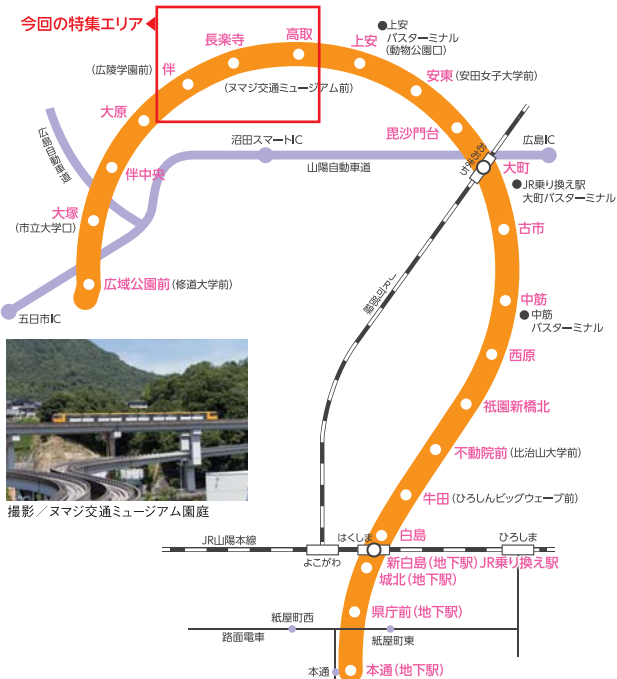 今回の特集エリア
高取
長楽寺
上安
上安
バスターミナル
(動物公園口)
(広陵学園前)
伴
(ヌマジ交通ミュージアム前)
安東(安田女子大学前)
大原
毘沙門台
広島自動車道
沼田スマートIC
広島IC
山陽自動車道
おおまち
大町
伴中央
JR乗り換え駅
大町バスターミナル
大塚
(市立大学口)
古市
広域公園前(修道大学前)
JR可部線
中筋
中筋
バスターミナル
五日市IC
西原
祇園新橋北
不動院前(比治山大学前)
牛田(ひろしんビッグウェーブ前)
撮影/ヌマジ交通ミュージアム園庭
白島
JR山陽本線
はくしま
ひろしま
よこがわ
新白島(地下駅)JR乗り換え駅
城北(地下駅)
県庁前(地下駅)
紙屋町西
路面電車
紙屋町東
本通
本通(地下駅)